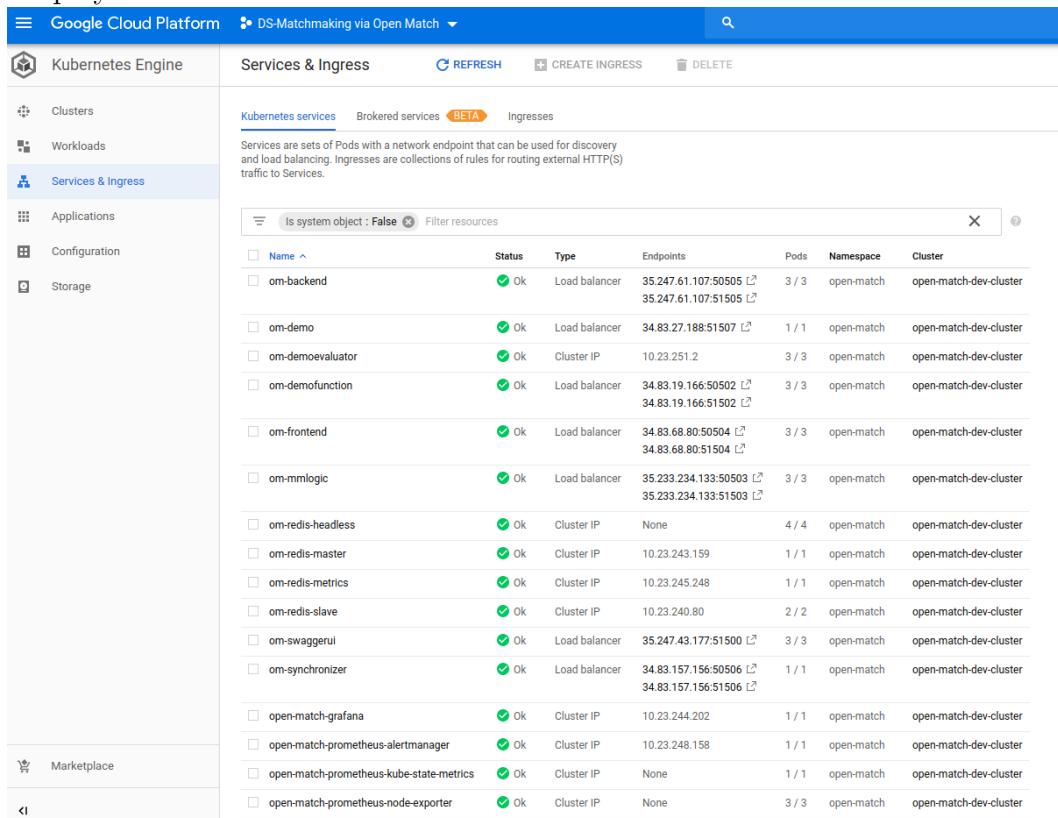 Google Cloud Platform DS-Matchmaking via Open Match
Kubernetes Engine
Clusters
Workloads
Services & Ingress
Applications
Configuration
Storage
Marketplace
Services & Ingress REFRESH CREATE INGRESS DELETE
Kubernetes services Brokered services BETA Ingresses
Services are sets of Pods with a network endpoint that can be used for discovery
and load balancing. Ingresses are collections of rules for routing external HTTP(S)
traffic to Services.
Is system object : False Filter resources
Name Status Type Endpoints Pods Namespace Cluster
om-backend Ok Load balancer 35.247.61.107:50505 3 / 3 open-match open-match-dev-cluster
35.247.61.107:51505
om-demo Ok Load balancer 34.83.27.188:51507 1 / 1 open-match open-match-dev-cluster
om-demoevaluator Ok Cluster IP 10.23.251.2 3 / 3 open-match open-match-dev-cluster
om-demofunction Ok Load balancer 34.83.19.166:50502 3 / 3 open-match open-match-dev-cluster
34.83.19.166:51502
om-frontend Ok Load balancer 34.83.68.80:50504 3 / 3 open-match open-match-dev-cluster
34.83.68.80:51504
om-mmlogic Ok Load balancer 35.233.234.133:50503 3 / 3 open-match open-match-dev-cluster
35.233.234.133:51503
om-redis-headless Ok Cluster IP None 4 / 4 open-match open-match-dev-cluster
om-redis-master Ok Cluster IP 10.23.243.159 1 / 1 open-match open-match-dev-cluster
om-redis-metrics Ok Cluster IP 10.23.245.248 1 / 1 open-match open-match-dev-cluster
om-redis-slave Ok Cluster IP 10.23.240.80 2 / 2 open-match open-match-dev-cluster
om-swaggerui Ok Load balancer 35.247.43.177:51500 3 / 3 open-match open-match-dev-cluster
om-synchronizer Ok Load balancer 34.83.157.156:50506 1 / 1 open-match open-match-dev-cluster
34.83.157.156:51506
open-match-grafana Ok Cluster IP 10.23.244.202 1 / 1 open-match open-match-dev-cluster
open-match-prometheus-alertmanager Ok Cluster IP 10.23.248.158 1 / 1 open-match open-match-dev-cluster
open-match-prometheus-kube-state-metrics Ok Cluster IP None 1 / 1 open-match open-match-dev-cluster
open-match-prometheus-node-exporter Ok Cluster IP None 3 / 3 open-match open-match-dev-cluster